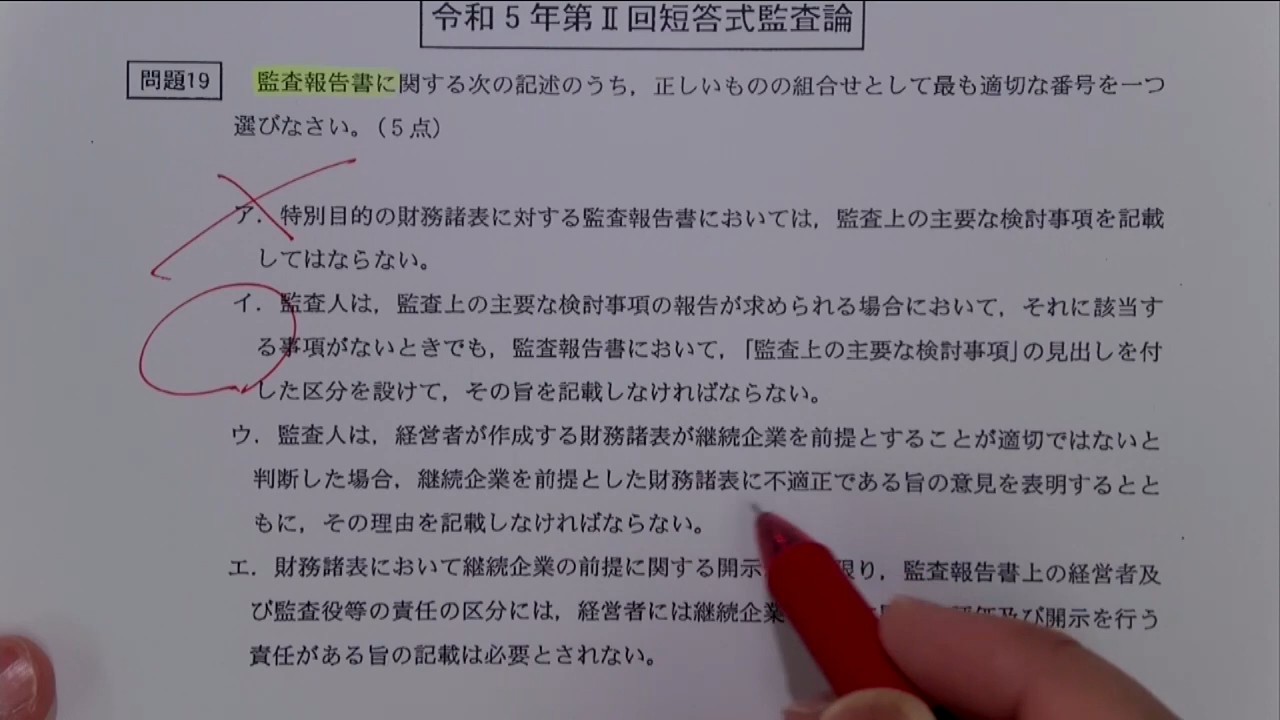 令和5年第Ⅱ回短答式監査論
問題19 監査報告書に関する次の記述のうち，正しいものの組合せとして最も適切な番号を一つ
選びなさい。（5点）
ア．特別目的の財務諸表に対する監査報告書においては，監査上の主要な検討事項を記載
してはならない。
イ．監査人は，監査上の主要な検討事項の報告が求められる場合において，それに該当す
る事項がないときでも，監査報告書において，「監査上の主要な検討事項」の見出しを付
した区分を設けて，その旨を記載しなければならない。
ウ．監査人は，経営者が作成する財務諸表が継続企業を前提とすることが適切ではないと
判断した場合，継続企業を前提とした財務諸表に不適正である旨の意見を表明するとと
もに，その理由を記載しなければならない。
エ．財務諸表において継続企業の前提に関する開示 限り，監査報告書上の経営者及
び監査役等の責任の区分には，経営者には継続企業 及び開示を行う
責任がある旨の記載は必要とされない。